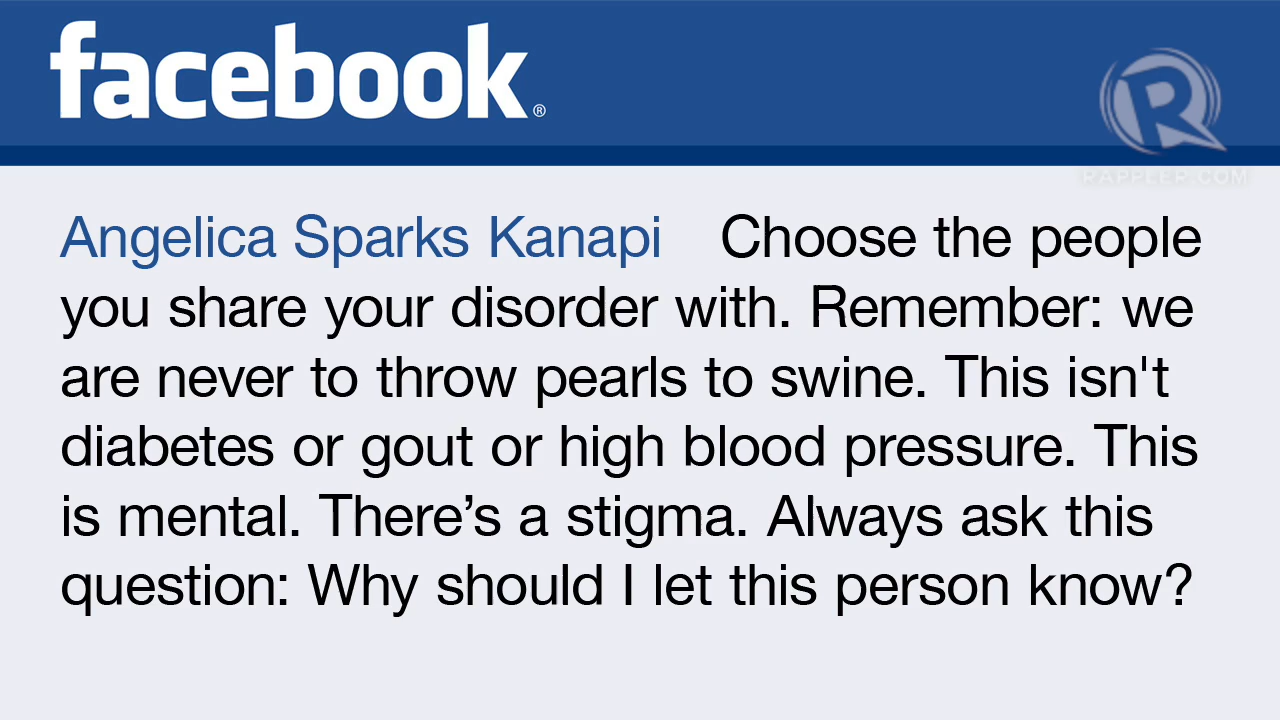 facebook®
R
RAPPLER.COM
Angelica Sparks Kanapi Choose the people
you share your disorder with. Remember: we
are never to throw pearls to swine. This isn't
diabetes or gout or high blood pressure. This
is mental. There’s a stigma. Always ask this
question: Why should I let this person know?